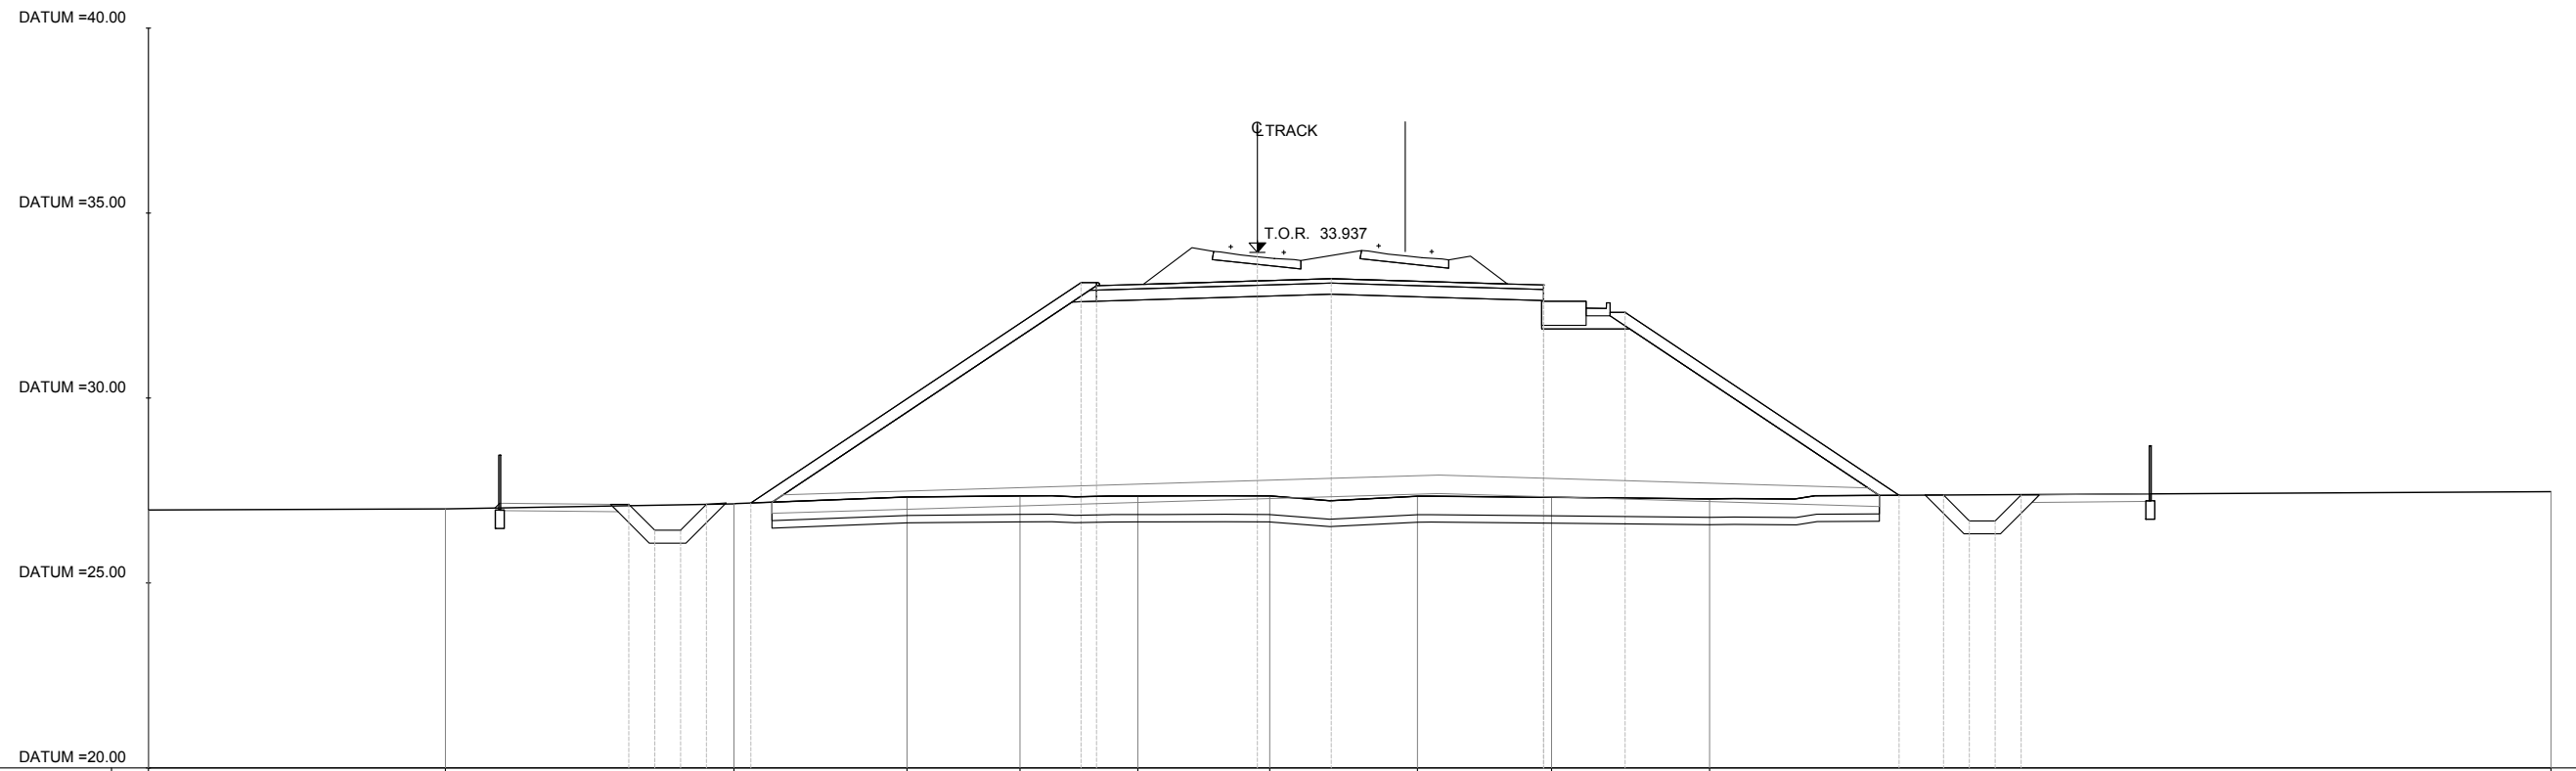 DATUM =40.00
℄ TRACK
DATUM =35.00
T.O.R. 33.937
DATUM =30.00
DATUM =25.00
DATUM =20.00